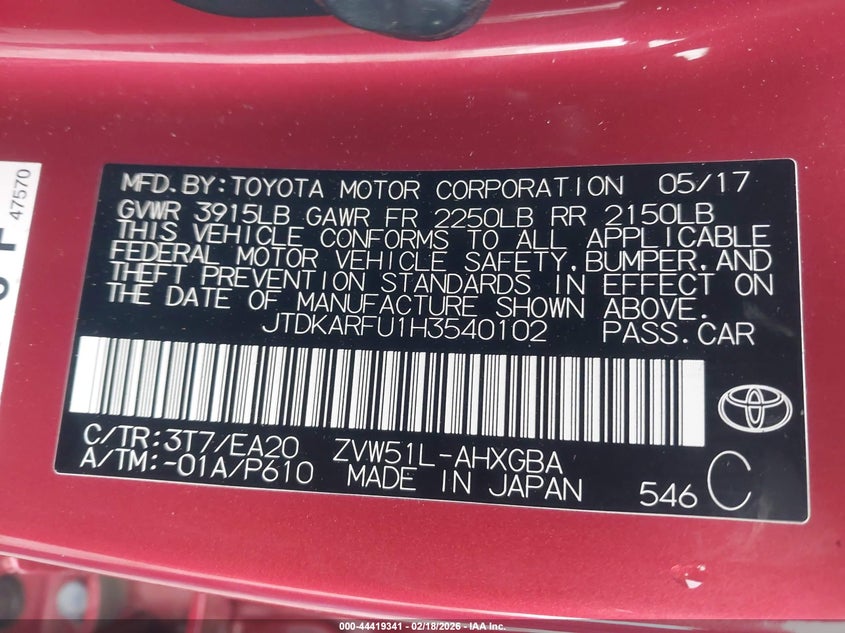 MFD.BY:TOYOTA MOTOR CORPORATION 05/17
GVWR 3915LB GAWR FR 2250LB RR 2150LB
THIS VEHICLE CONFORMS TO ALL APPLICABLE
FEDERAL MOTOR VEHICLE SAFETY,BUMPER,AND
THEFT PREVENTION STANDARDS IN EFFECT ON
THE DATE OF MANUFACTURE SHOWN ABOVE.
JTDKARFU1H3540102 PASS.CAR
C/TR:3T7/EA20 ZVW51L-AHXGBA
A/TM:-01A/P610 MADE IN JAPAN 546 C
47570
000-44419341 - 02/18/2026 - IAA Inc.